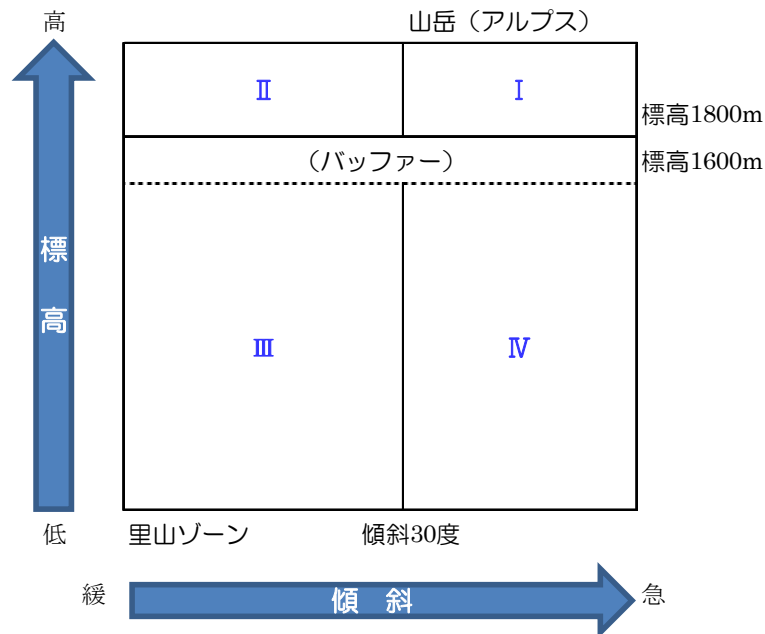 高
山岳（アルプス）
Ⅱ
Ⅰ
標高1800m
（バッファー）
標高1600m
標
高
Ⅲ
Ⅳ
低
里山ゾーン
傾斜30度
緩
傾　斜
急